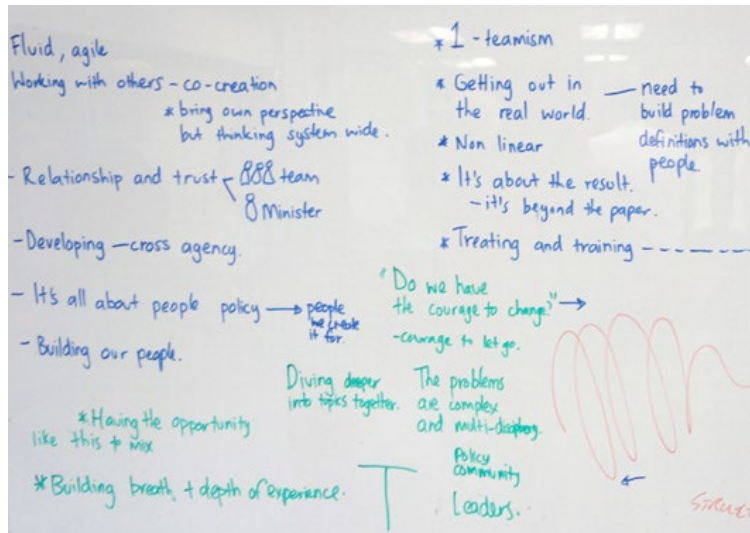 Fluid, agile
Working with others - co-creation
* bring own perspective
but thinking system wide.
- Relationship and trust - team
Minister
- Developing - cross agency.
- It's all about people policy → people
we create
it for.
- Building our people.
* Having the opportunity
like this to mix
* Building breath, + depth of experience.
* 1 - teamism
* Getting out in
the real world. — need to
build problem
definitions with
people.
* Non linear
* It's about the result.
- it's beyond the paper.
* Treating and training - - - - - - -
"Do we have
the courage to change?" →
- courage to let go.
Diving deeper
into topics together.
The problems
are complex
and
Policy
community
Leaders.